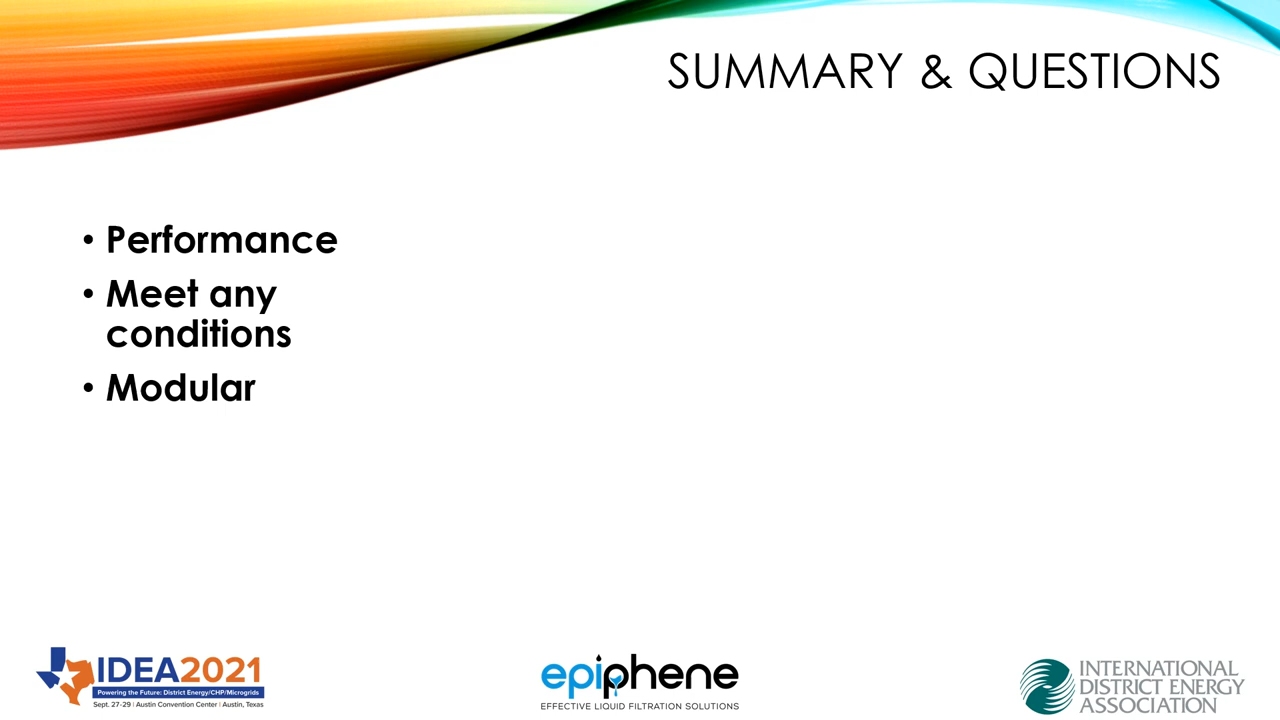 SUMMARY & QUESTIONS
• Performance
• Meet any
conditions
• Modular
IDEA2021
Powering the Future: District Energy/CHP/Microgrids
Sept. 27-29 | Austin Convention Center | Austin, Texas
epiphene
EFFECTIVE LIQUID FILTRATION SOLUTIONS
INTERNATIONAL
DISTRICT ENERGY
ASSOCIATION